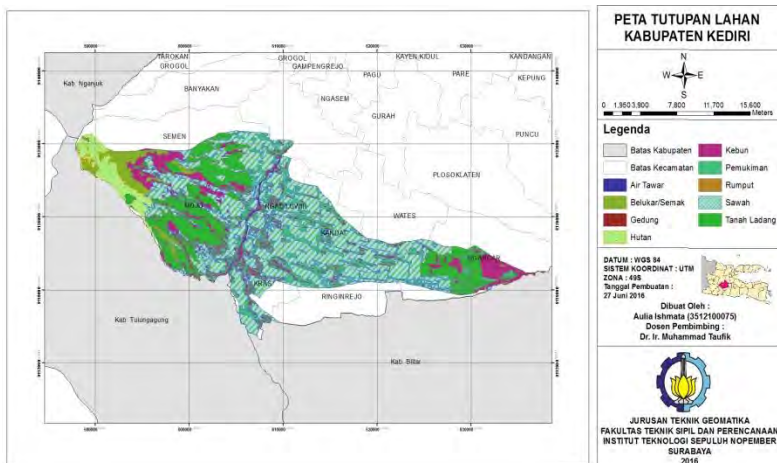 PETA TUTUPAN LAHAN
KABUPATEN KEDIRI
N
W E
S
0 1.950 3.900 7.800 11.700 15.600
Meters
Legenda
Batas Kabupaten
Batas Kecamatan
Air Tawar
Belukar/Semak
Gedung
Hutan
Kebun
Pemukiman
Rumput
Sawah
Tanah Ladang
DATUM : WGS 84
SISTEM KOORDINAT : UTM
ZONA : 49S
Tanggal Pembuatan :
27 Juni 2016
Dibuat Oleh :
Aulia Ishmata (3512100075)
Dosen Pembimbing :
Dr. Ir. Muhammad Taufik
JURUSAN TEKNIK GEOMATIKA
FAKULTAS TEKNIK SIPIL DAN PERENCANAAN
INSTITUT TEKNOLOGI SEPULUH NOPEMBER
SURABAYA
2016
TAROKAN
GROGOL
GROGOL
GAMPENGREJO
KAYEN KIDUL
KANDANGAN
Kab. Nganjuk
PAGU
PARE
KEPUNG
BANYAKAN
NGASEM
GURAH
SEMEN
PUNCU
PLOSOKLATEN
MOJO
NGADILUWIH
KANDAT
WATES
NGANCAR
KRAS
RINGINREJO
Kab. Tulungagung
Kab. Blitar